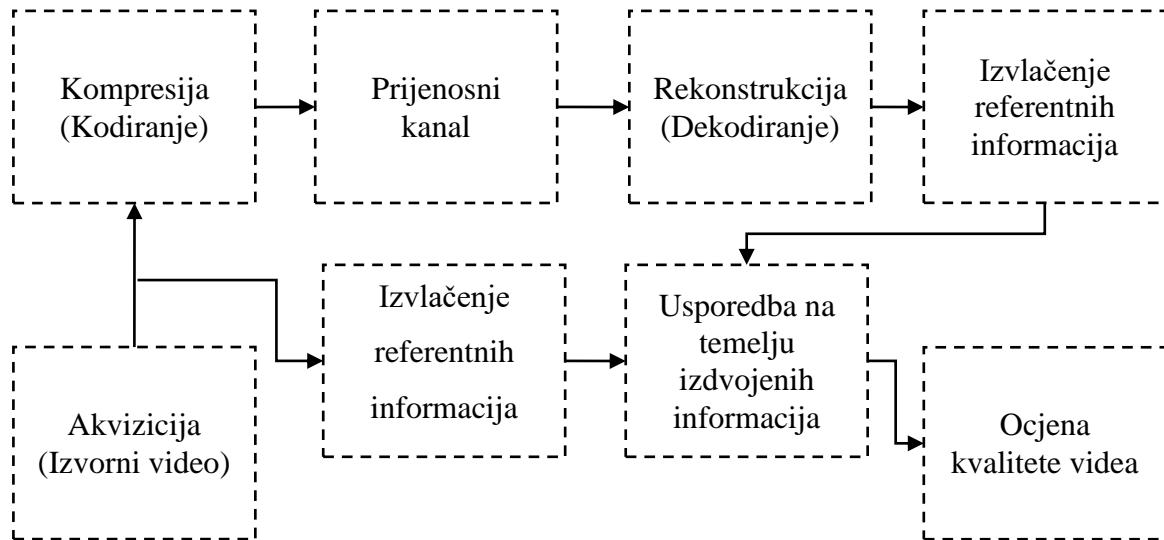 Kompresija
(Kodiranje)
Prijenosni
kanal
Rekonstrukcija
(Dekodiranje)
Izvlačenje
referentnih
informacija
Izvlačenje
referentnih
informacija
Usporedba na
temelju
izdvojenih
informacija
Akvizicija
(Izvorni video)
Ocjena
kvalitete videa